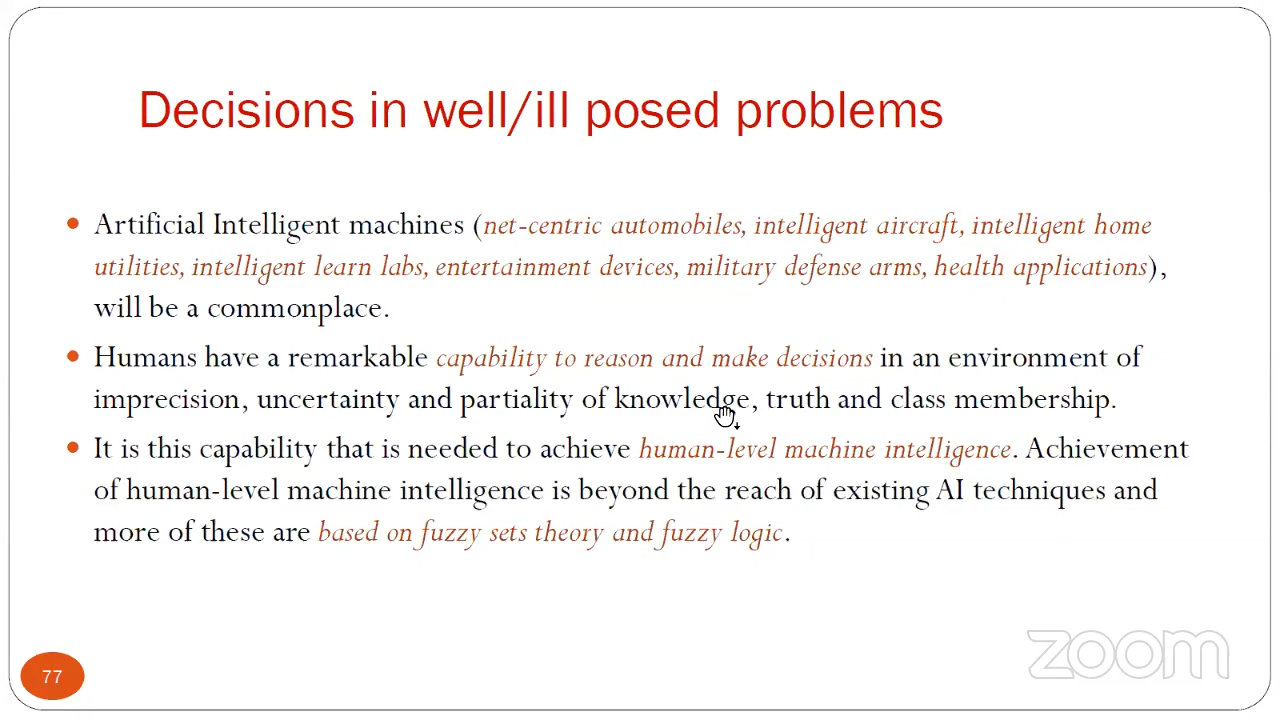 Decisions in well/ill posed problems
• Artificial Intelligent machines (net-centric automobiles, intelligent aircraft, intelligent home
utilities, intelligent learn labs, entertainment devices, military defense arms, health applications),
will be a commonplace.
• Humans have a remarkable capability to reason and make decisions in an environment of
imprecision, uncertainty and partiality of knowledge, truth and class membership.
• It is this capability that is needed to achieve human-level machine intelligence. Achievement
of human-level machine intelligence is beyond the reach of existing AI techniques and
more of these are based on fuzzy sets theory and fuzzy logic.
zoom
77